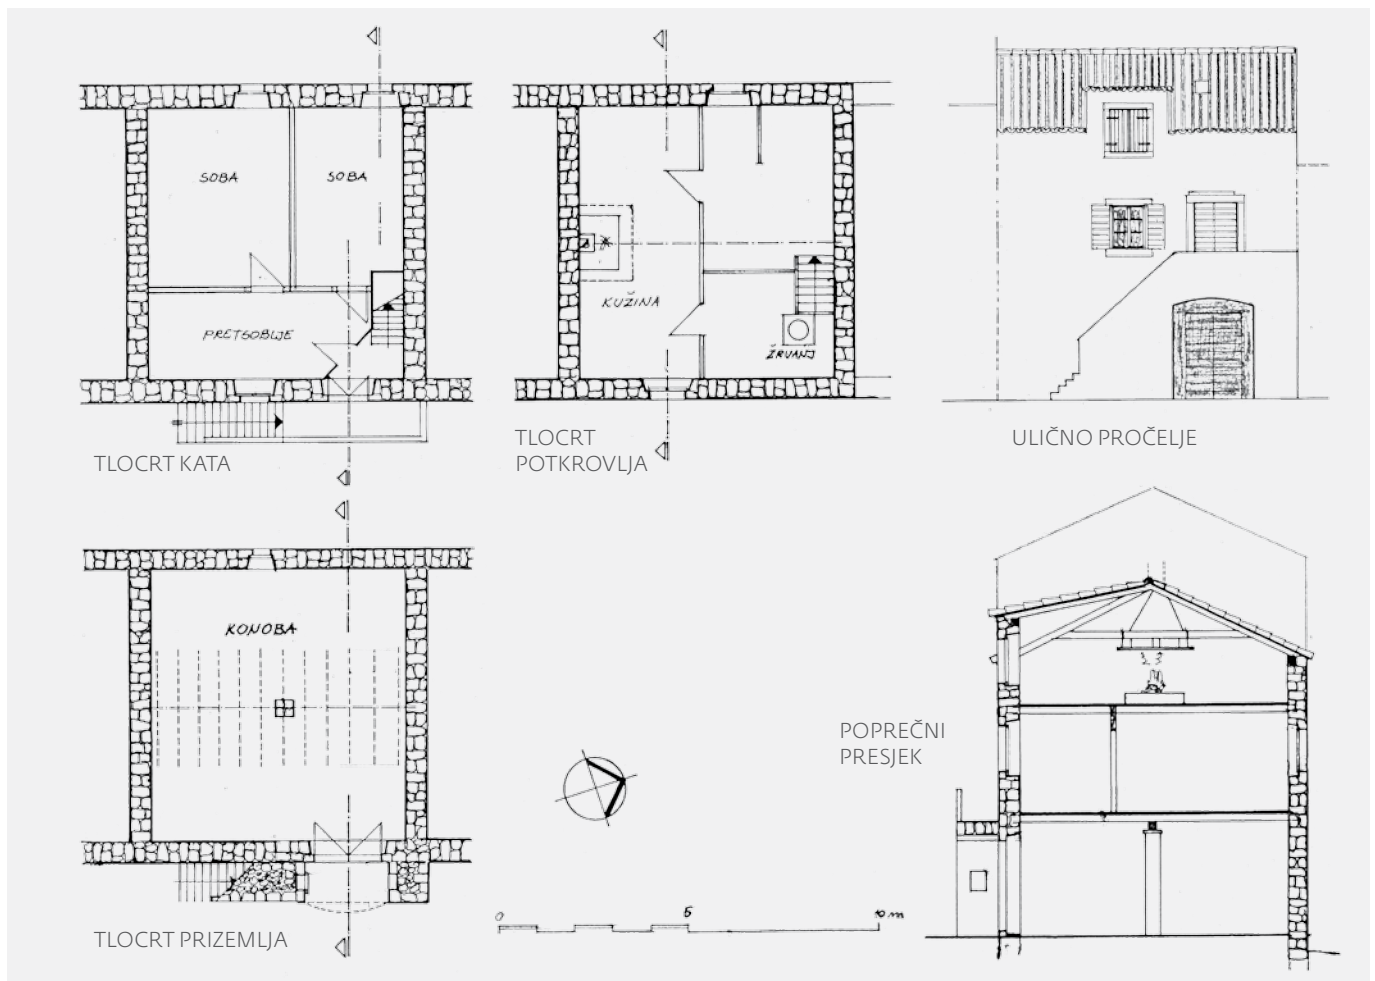 SOBA
SOBA
PRETSOBLJE
TLOCRT KATA
KUŽINA
ŽRVANJ
TLOCRT
POTKROVLJA
ULIČNO PROČELJE
KONOBA
TLOCRT PRIZEMLJA
0 5 10 m
POPREČNI
PRESJEK